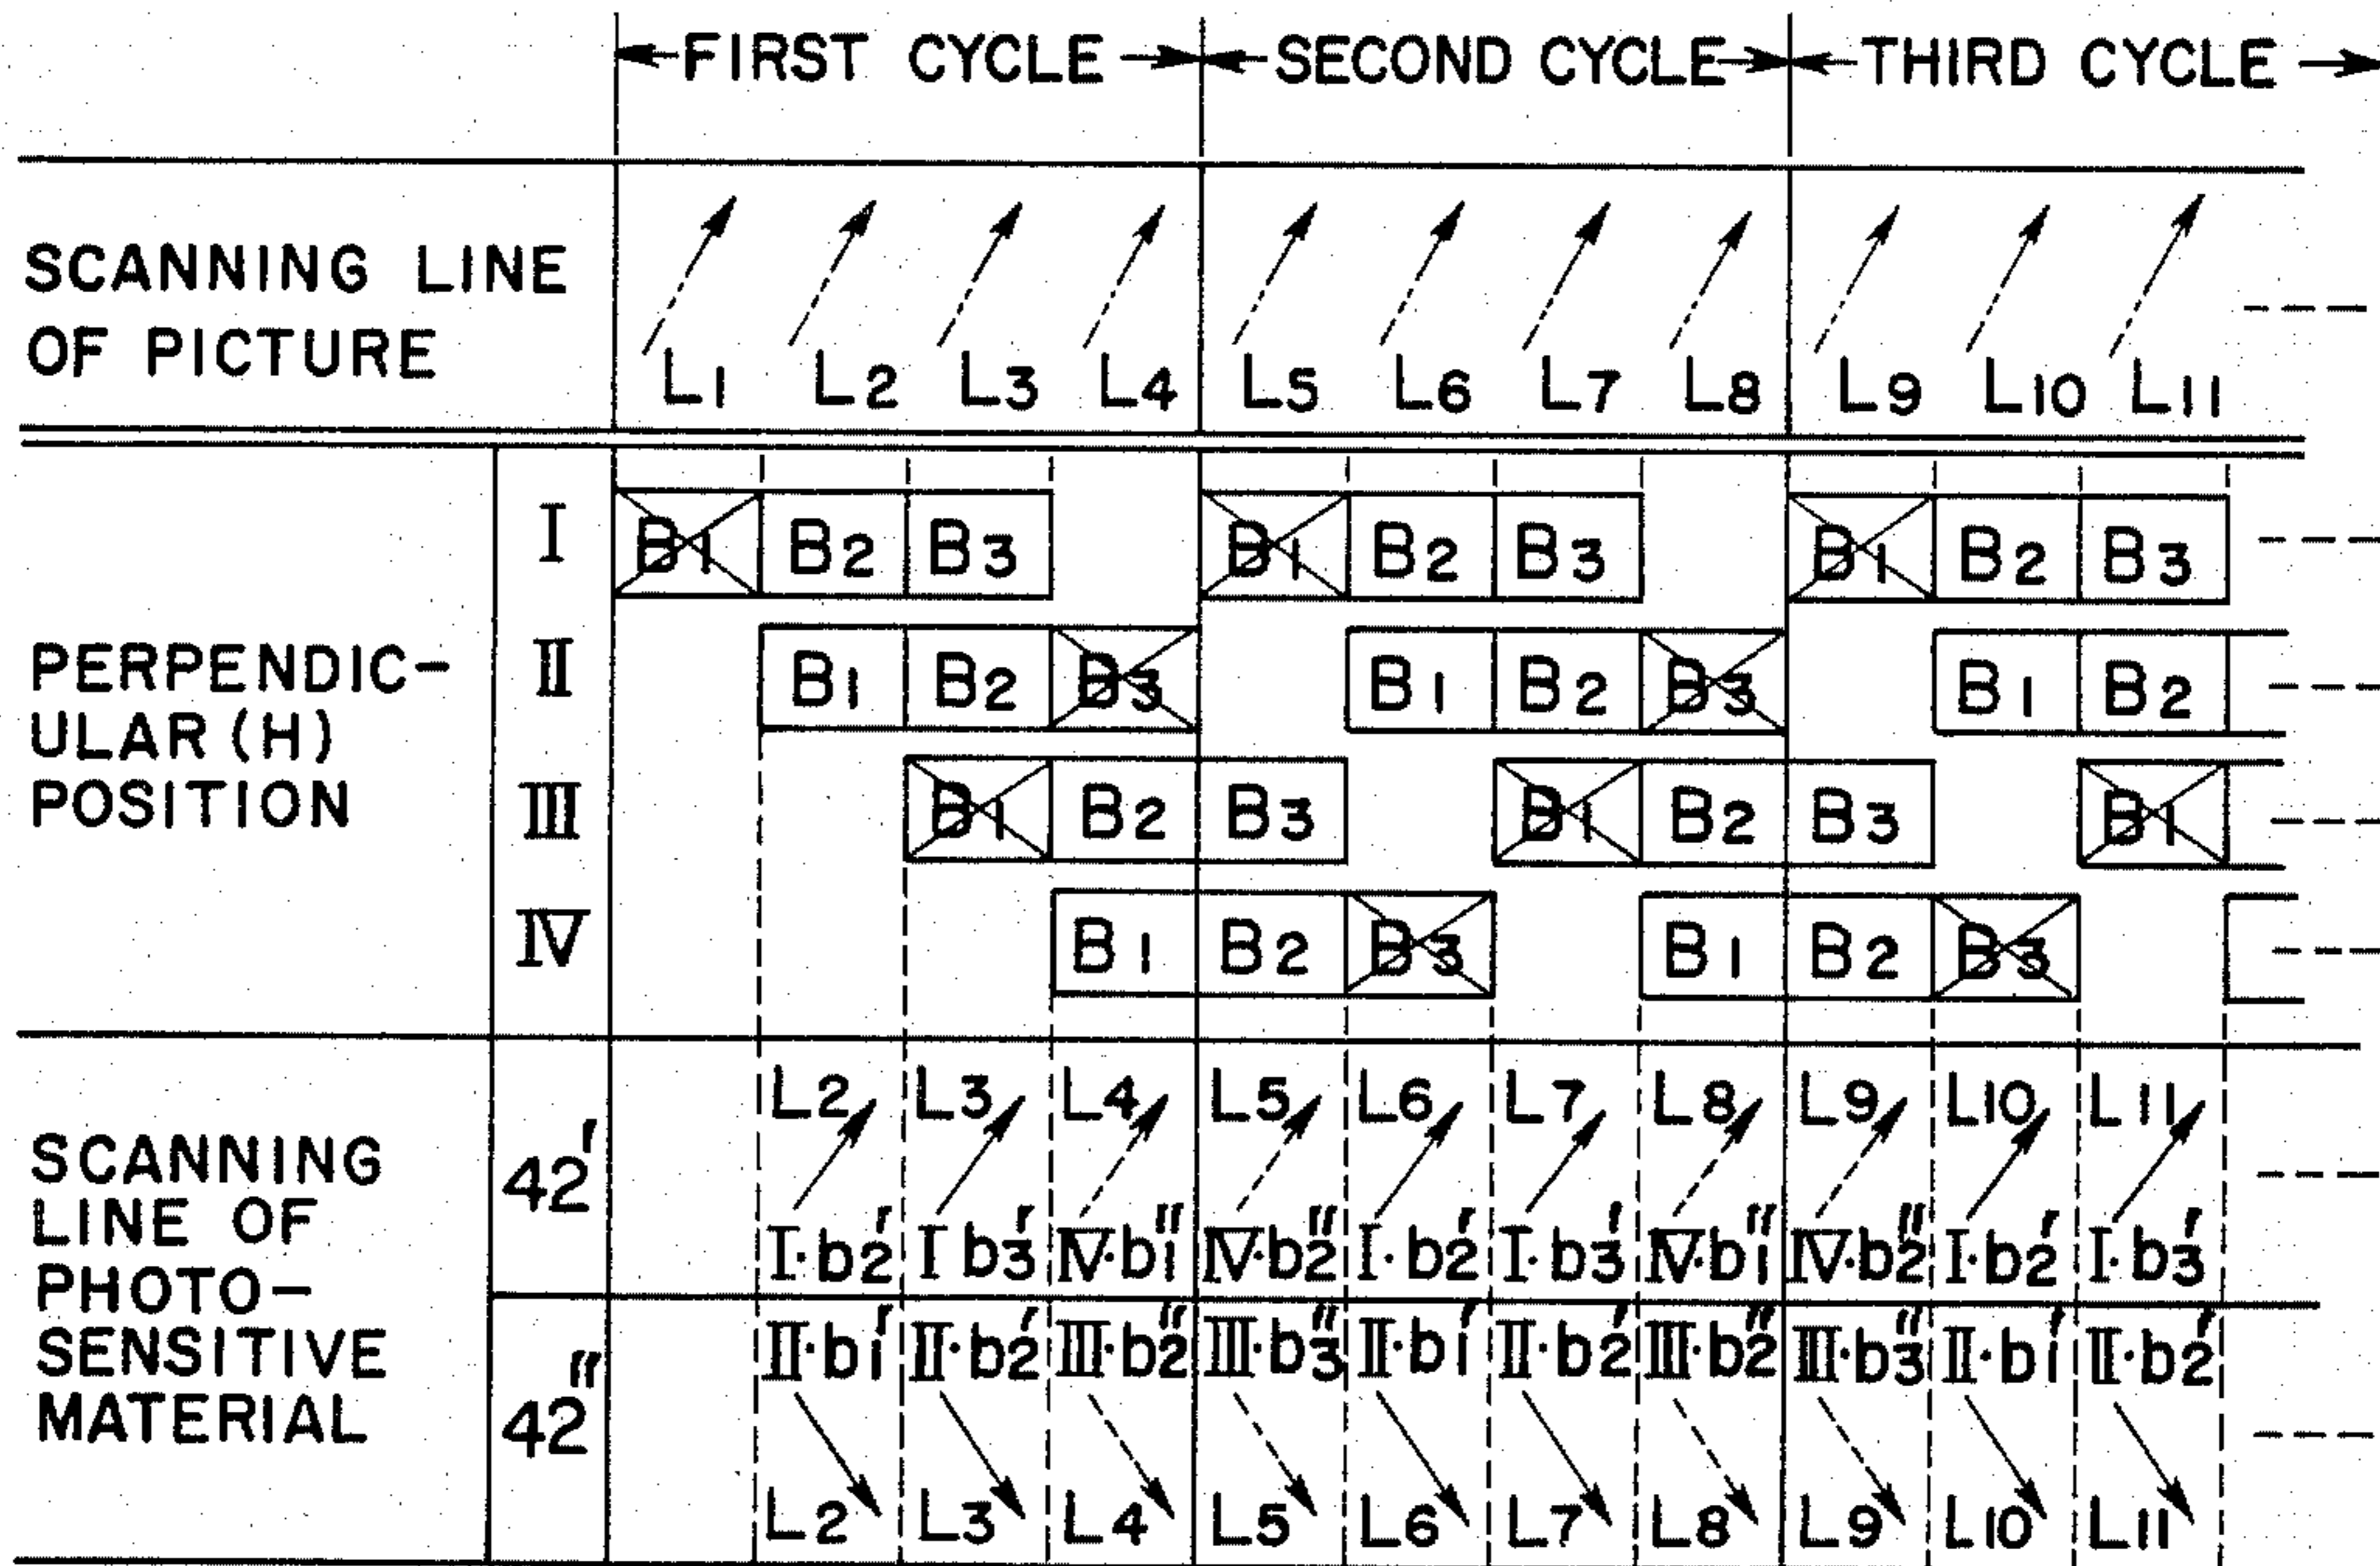 FIRST CYCLE SECOND CYCLE THIRD CYCLE
SCANNING LINE
OF PICTURE
L1 L2 L3 L4 L5 L6 L7 L8 L9 L10 L11
PERPENDIC-
ULAR (H)
POSITION
I B1 B2 B3 B1 B2 B3 B1 B2 B3
II B1 B2 B3 B1 B2 B3 B1 B2
III B1 B2 B3 B1 B2 B3 B1
IV B1 B2 B3 B1 B2 B3
SCANNING
LINE OF
PHOTO-
SENSITIVE
MATERIAL
42'
L2 L3 L4 L5 L6 L7 L8 L9 L10 L11
I·b2' I b3' IV·b1" IV·b2" I·b2' I·b3' IV·b1" IV·b2" I·b2' I·b3'
42"
II·b1' II·b2' III·b2" III·b3" II·b1' II·b2' III·b2" III·b3" II·b1' II·b2'
L2 L3 L4 L5 L6 L7 L8 L9 L10 L11